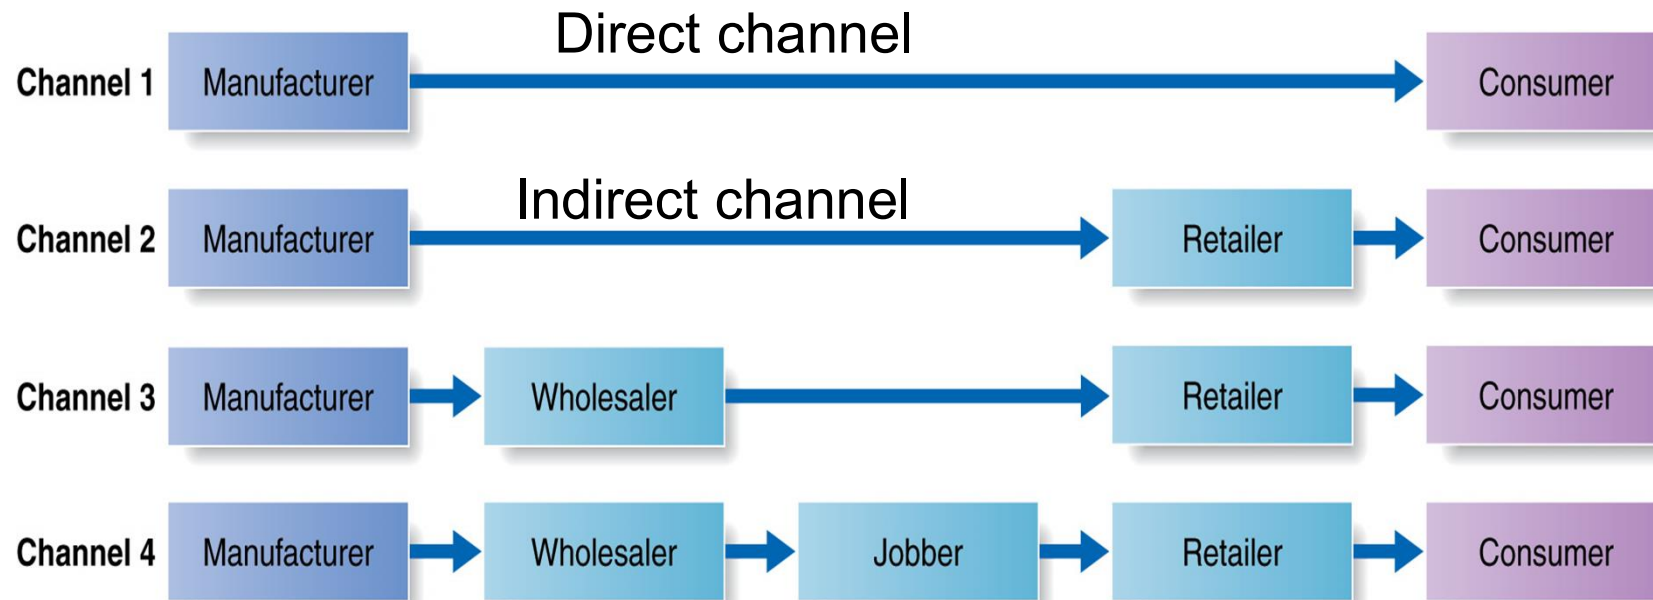 Direct channel
Channel 1 Manufacturer Consumer
Indirect channel
Channel 2 Manufacturer Retailer Consumer
Channel 3 Manufacturer Wholesaler Retailer Consumer
Channel 4 Manufacturer Wholesaler Jobber Retailer Consumer